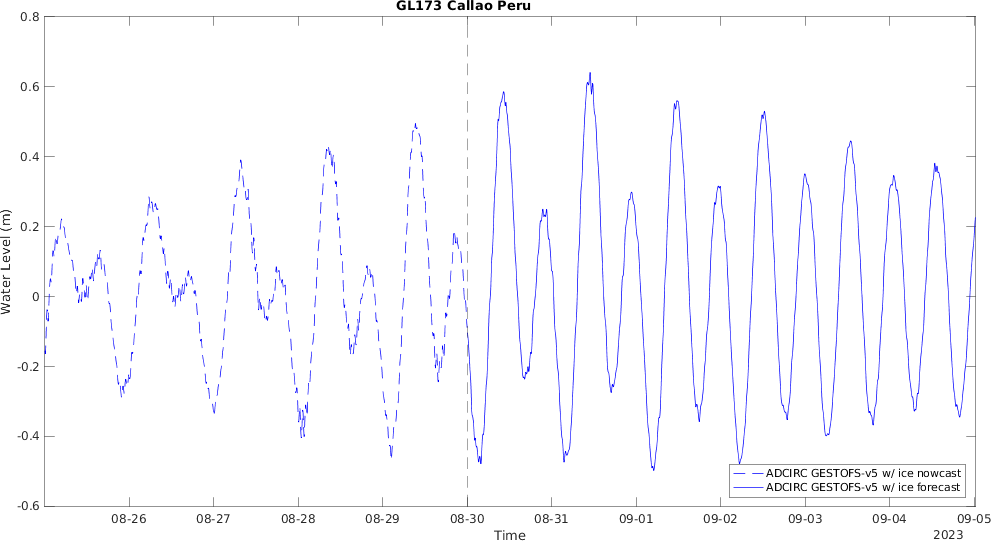 GL173 Callao Peru
Water Level (m)
0.8
0.6
0.4
0.2
0
-0.2
-0.4
-0.6
ADCIRC GESTOFS-v5 w/ ice nowcast
ADCIRC GESTOFS-v5 w/ ice forecast
08-26 08-27 08-28 08-29 08-30 08-31 09-01 09-02 09-03 09-04 09-05
Time
2023